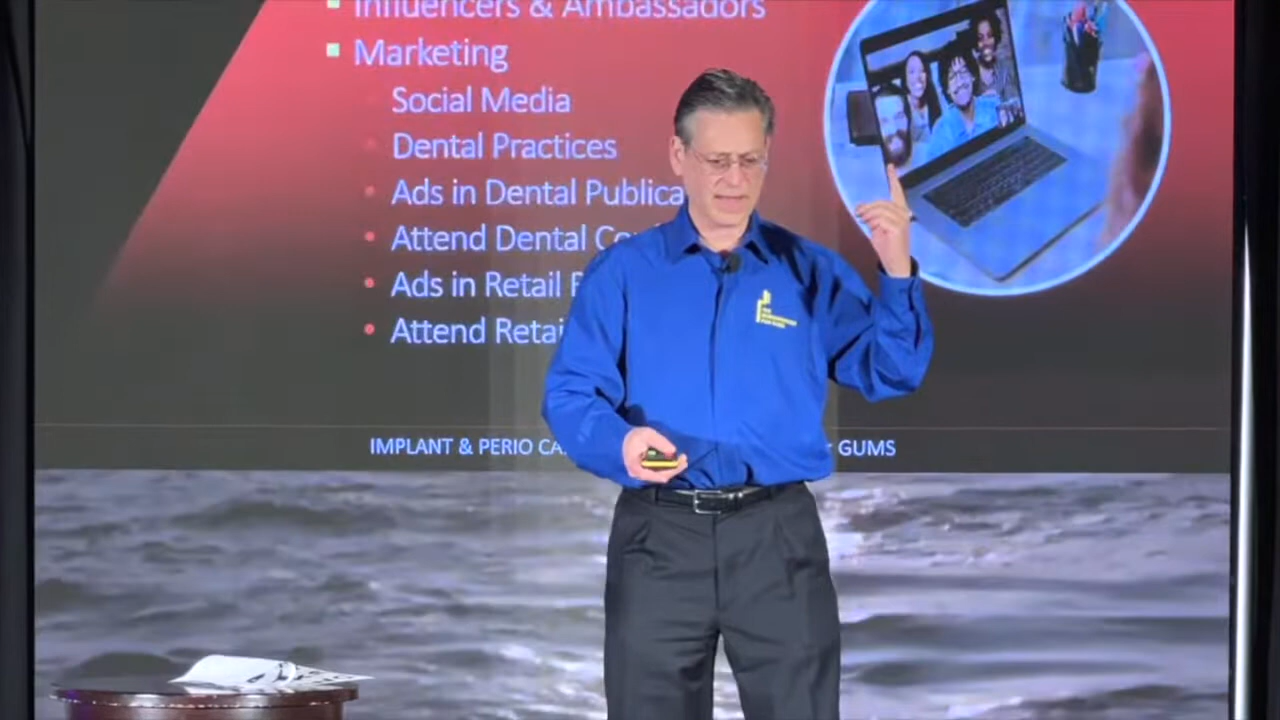 Influencers & Ambassadors
Marketing
Social Media
Dental Practices
Ads in Dental Publica
Attend Dental Co
Ads in Retail
Attend Retai
IMPLANT & PERIO CA
GUMS